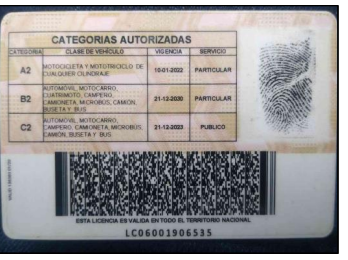 CATEGORIAS AUTORIZADAS
CATEGORIA CLASE DE VEHÍCULO VIGENCIA SERVICIO
A2 MOTOCICLETA Y MOTOTRICICLO DE CUALQUIER CILINDRAJE 10-01-2022 PARTICULAR
B2 AUTOMOVIL, MOTOCARRO, CUATRIMOTO, CAMPERO, CAMIONETA, MICROBUS, CAMION, BUSETA Y BUS 21-12-2030 PARTICULAR
C2 AUTOMOVIL, MOTOCARRO, CAMPERO, CAMIONETA, MICROBUS, CAMION, BUSETA Y BUS 21-12-2023 PUBLICO
ESTA LICENCIA ES VALIDA EN TODO EL TERRITORIO NACIONAL
LC06001906535